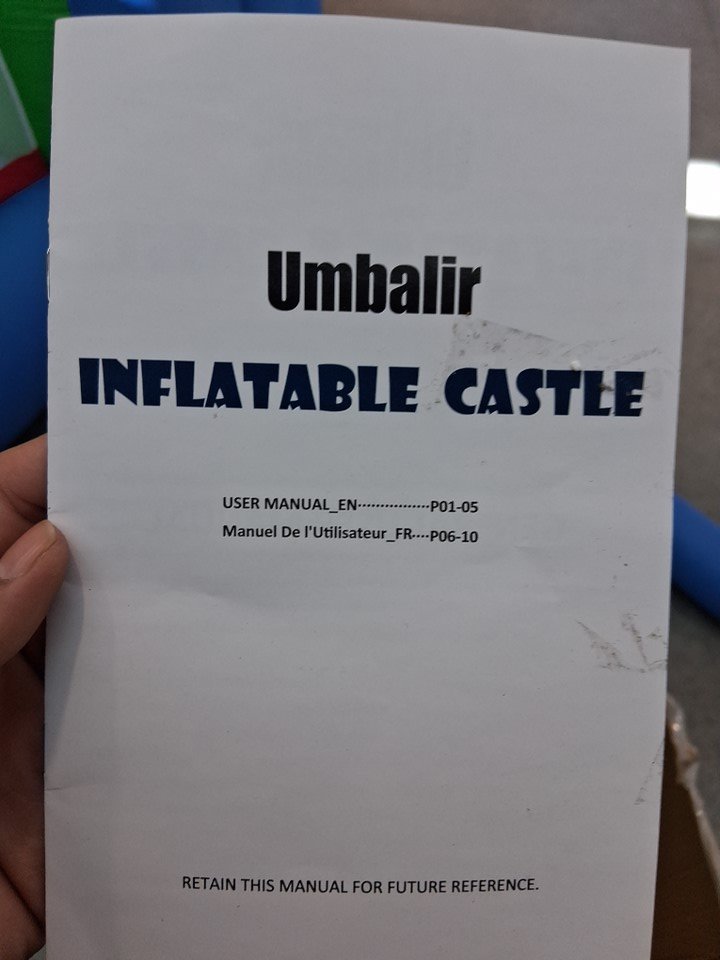 Umbalir
INFLATABLE CASTLE
USER MANUAL_EN················P01-05
Manuel De l'Utilisateur_FR····P06-10
RETAIN THIS MANUAL FOR FUTURE REFERENCE.